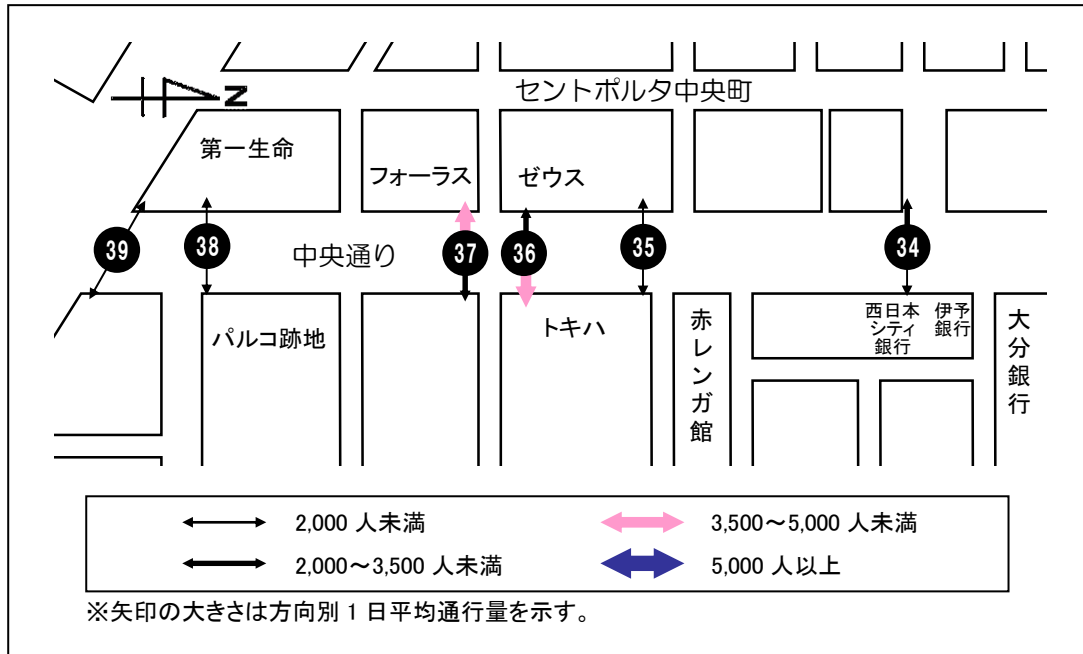 セントポルタ中央町
N
第一生命
フォーラス
ゼウス
39
38
中央通り
37
36
35
34
パルコ跡地
トキハ
赤レンガ館
西日本
シティ
銀行
伊予
銀行
大分銀行
2,000 人未満
3,500～5,000 人未満
2,000～3,500 人未満
5,000 人以上
※矢印の大きさは方向別 1 日平均通行量を示す。